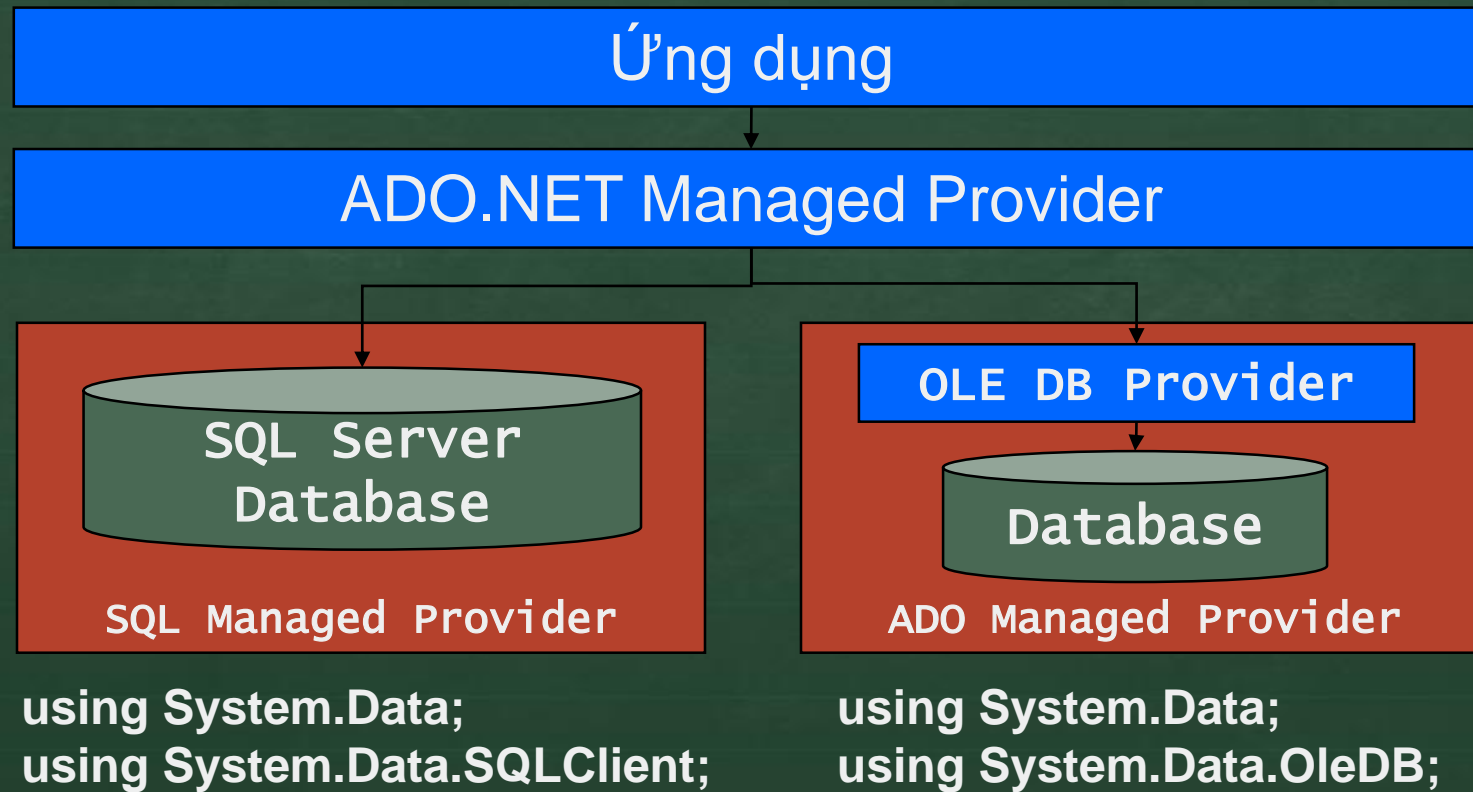 Ứng dụng
ADO.NET Managed Provider
SQL Server
Database
SQL Managed Provider
OLE DB Provider
Database
ADO Managed Provider
using System.Data;
using System.Data.SQLClient;
using System.Data;
using System.Data.OleDB;